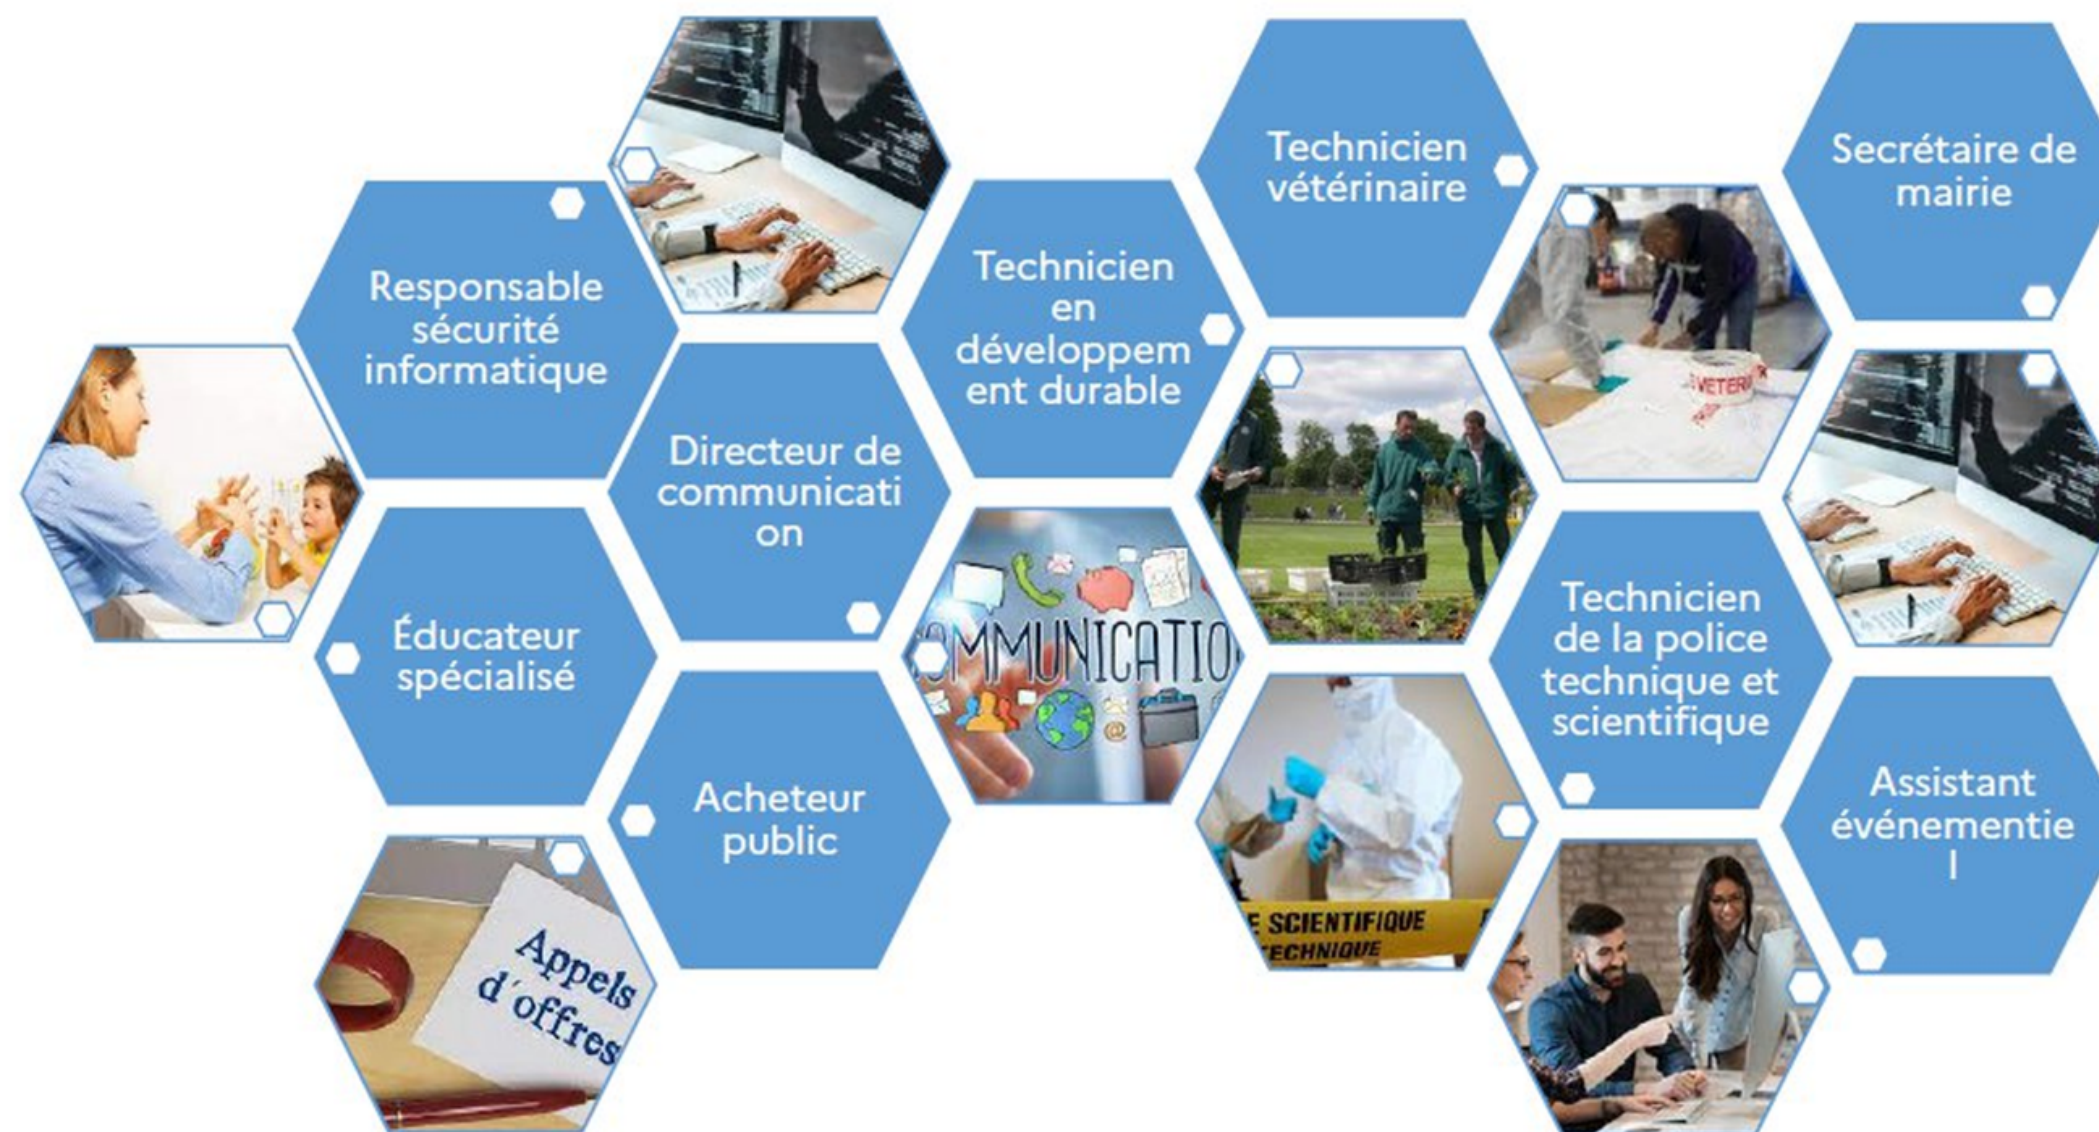 Responsable
sécurité
informatique
Éducateur
spécialisé
Appels
d'offres
Directeur de
communicati
on
Acheteur
public
Technicien
en
développem
ent durable
OMMUNICATIO
@
Technicien
vétérinaire
E SCIENTIFIQUE
ECHNIQUE
VETERI
Technicien
de la police
technique et
scientifique
Secrétaire de
mairie
Assistant
événementie
l